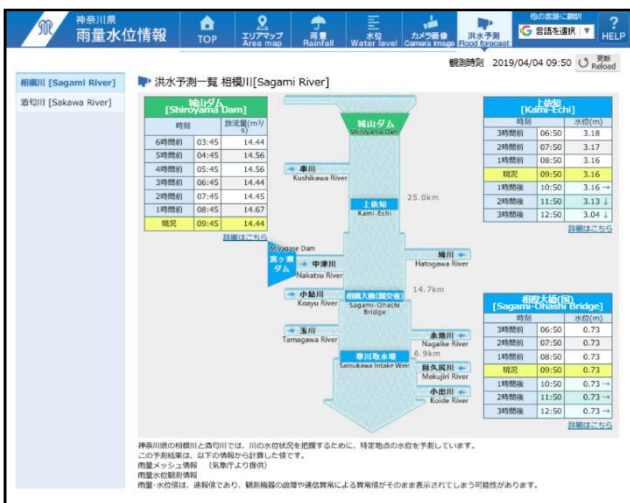 神奈川県
雨量水位情報
TOP
エリアマップ
Area map
雨量
Rainfall
水位
Water level
カメラ画像
Camera image
洪水予測
Flood forecast
他の言語に翻訳
G 言語を選択 ▼
?
HELP
観測時刻 2019/04/04 09:50
更新
Reload
相模川 [Sagami River]
酒匂川 [Sakawa River]
洪水予測一覧 相模川[Sagami River]
城山ダム
[Shiroyama Dam]
時刻 放流量(m³/s)
6時間前 03:45 14.44
5時間前 04:45 14.56
4時間前 05:45 14.56
3時間前 06:45 14.44
2時間前 07:45 14.45
1時間前 08:45 14.67
現況 09:45 14.44
詳細はこちら
城山ダム
Shiroyama Dam
→ 串川
Kushikawa River
25.0km
上依知
Kami-Echi
Miyagase Dam
宮ヶ瀬
ダム
→ 中津川
Nakatsu River
鳩川 ←
Hatogawa River
→ 小鮎川
Koayu River
相模大橋(国交省)
Sagami-Ohashi
Bridge
14.7km
→ 玉川
Tamagawa River
永池川 ←
Nagaike River
寒川取水堰
Samukawa Intake Weir
6.9km
目久尻川 ←
Mekujiri River
小出川 ←
Koide River
上依知
[Kami-Echi]
時刻 水位(m)
3時間前 06:50 3.18
2時間前 07:50 3.17
1時間前 08:50 3.16
現況 09:50 3.16
1時間後 10:50 3.16 →
2時間後 11:50 3.13 ↓
3時間後 12:50 3.04 ↓
詳細はこちら
相模大橋(国)
[Sagami-Ohashi Bridge]
時刻 水位(m)
3時間前 06:50 0.73
2時間前 07:50 0.73
1時間前 08:50 0.73
現況 09:50 0.73
1時間後 10:50 0.73 →
2時間後 11:50 0.73 →
3時間後 12:50 0.73 →
詳細はこちら
神奈川県の相模川と酒匂川では、川の水位状況を把握するために、特定地点の水位を予測しています。
この予測結果は、以下の情報から計算した値です。
雨量メッシュ情報 (気象庁より提供)
雨量水位観測情報
雨量・水位値は、速報値であり、観測機器の故障や通信異常による異常値がそのまま表示されてしまう可能性があります。